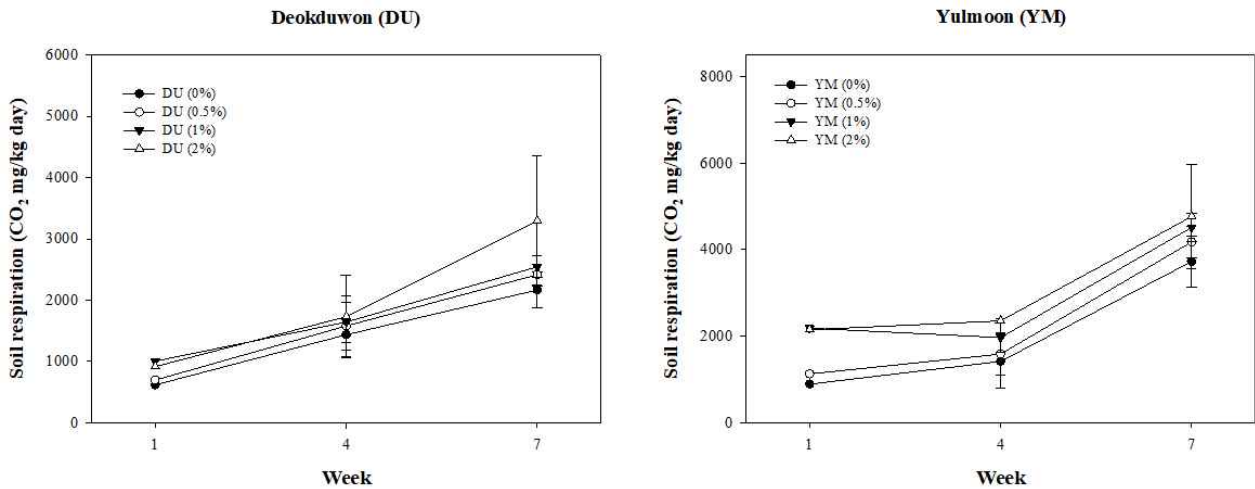 Deokduwon (DU)
Soil respiration (CO₂ mg/kg day)
6000
5000
4000
3000
2000
1000
0
DU (0%)
DU (0.5%)
DU (1%)
DU (2%)
1 4 7
Week
Yulmoon (YM)
Soil respiration (CO₂ mg/kg day)
8000
6000
4000
2000
0
YM (0%)
YM (0.5%)
YM (1%)
YM (2%)
1 4 7
Week